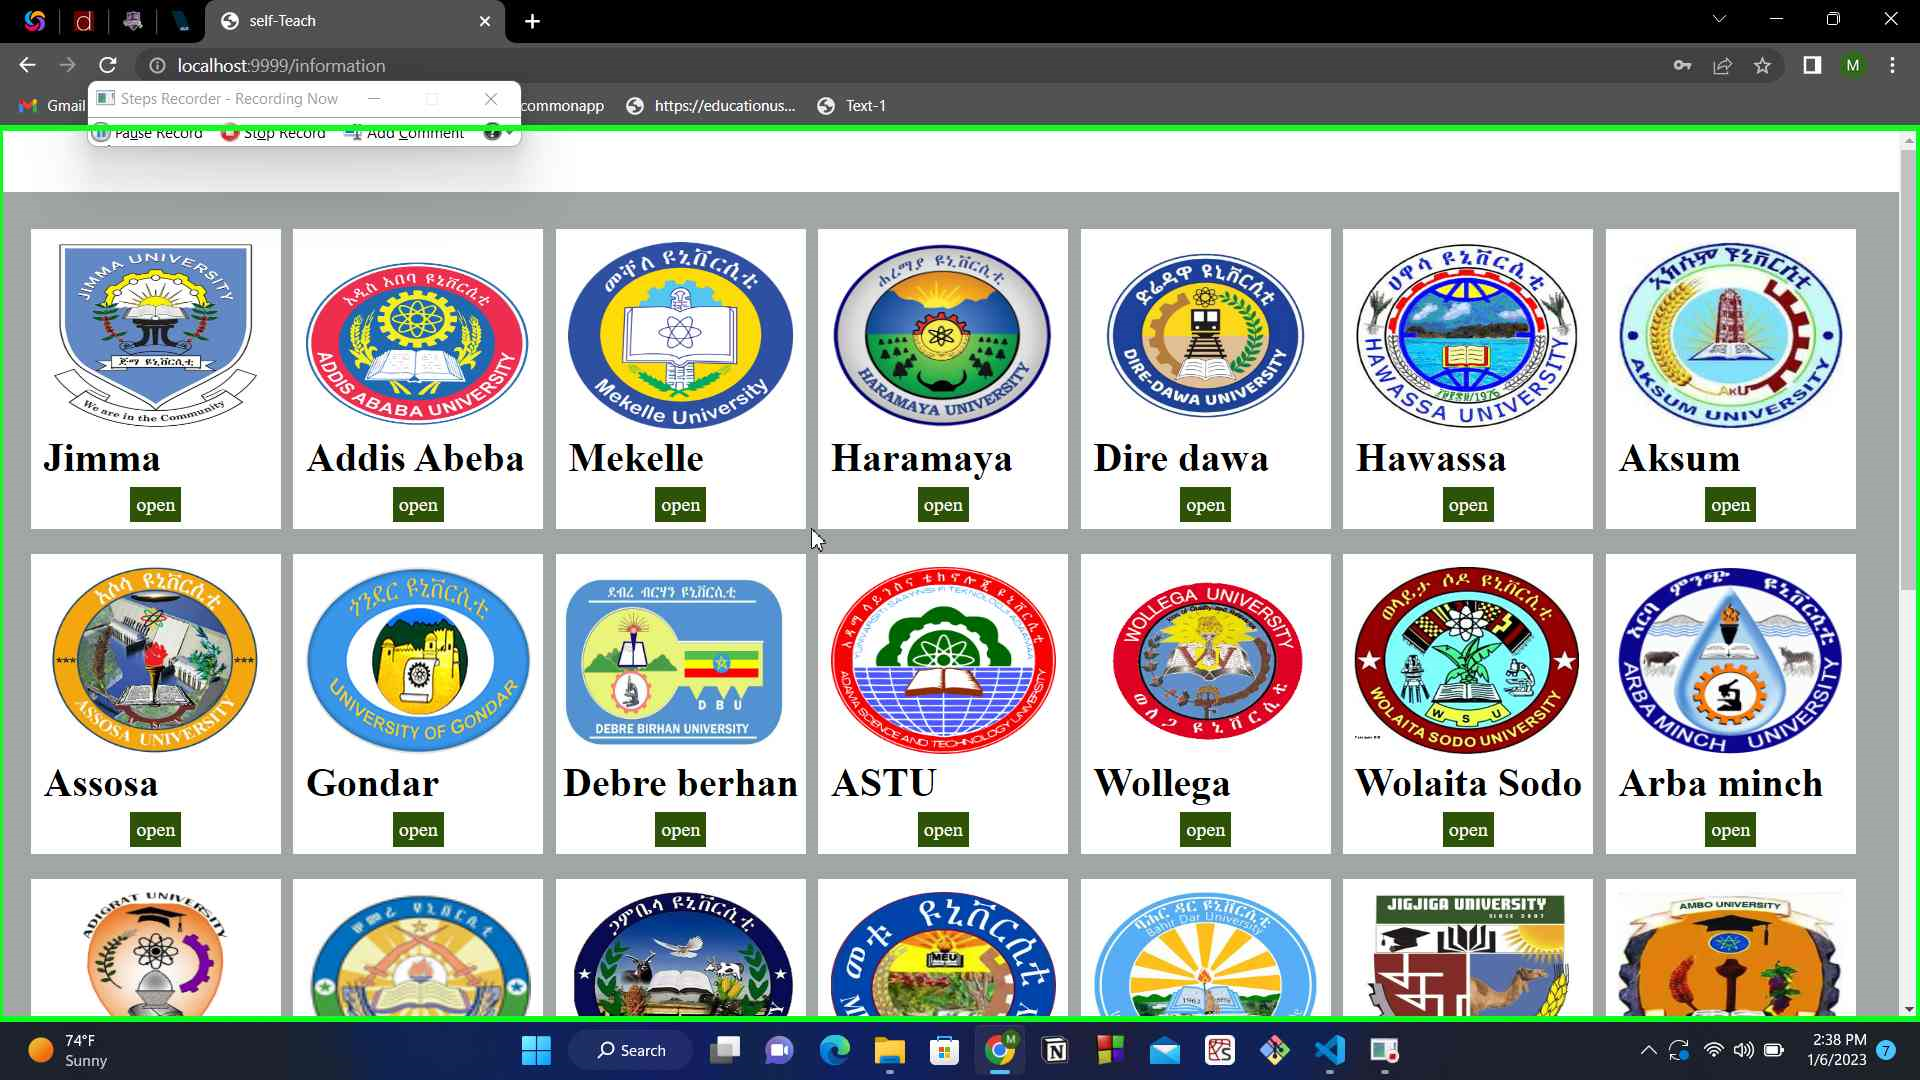 self-Teach
localhost:9999/information
M
Gmail
Steps Recorder - Recording Now
commonapp
https://educationus...
Text-1
Pause Record
Stop Record
Add Comment
JIMMA UNIVERSITY
ጅማ ዩኒቨርሲቲ
We are in the Community
Jimma
open
አዲስ አበባ ዩኒቨርሲቲ
ADDIS ABABA UNIVERSITY
Addis Abeba
open
መቐለ ዩኒቨርሲቲ
Mekelle University
Mekelle
open
ሐረማያ ዩኒቨርሲቲ
HARAMAYA UNIVERSITY
Haramaya
open
ድሬዳዋ ዩኒቨርሲቲ
DIRE-DAWA UNIVERSITY
Dire dawa
open
ሀዋሳ ዩኒቨርሲቲ
HAWASSA UNIVERSITY
Hawassa
open
አክሱም ዩኒቨርሲቲ
AKU
AKSUM UNIVERSITY
Aksum
open
አሶሳ ዩኒቨርሲቲ
ASSOSA UNIVERSITY
Assosa
open
ጎንደር ዩኒቨርሲቲ
UNIVERSITY OF GONDAR
Gondar
open
ደብረ ብርሃን ዩኒቨርሲቲ
D B U
DEBRE BIRHAN UNIVERSITY
Debre berhan
open
አዳማ ሳይንስና ቴክኖሎጂ ዩኒቨርሲቲ
ADAMA SCIENCE AND TECHNOLOGY UNIVERSITY
ASTU
open
WOLLEGA UNIVERSITY
ወለጋ ዩኒቨርሲቲ
Wollega
open
ወላይታ ሶዶ ዩኒቨርሲቲ
W S U
WOLAITA SODO UNIVERSITY
Wolaita Sodo
open
አርባ ምንጭ ዩኒቨርሲቲ
ARBA MINCH UNIVERSITY
Arba minch
open
ADIGRAT UNIVERSITY
ጋምቤላ ዩኒቨርሲቲ
መቱ ዩኒቨርሲቲ
MEU
ባሕር ዳር ዩኒቨርሲቲ
Bahir Dar University
JIGJIGA UNIVERSITY
SINCE 2007
AMBO UNIVERSITY
74°F
Sunny
Search
M
2:38 PM
1/6/2023
7